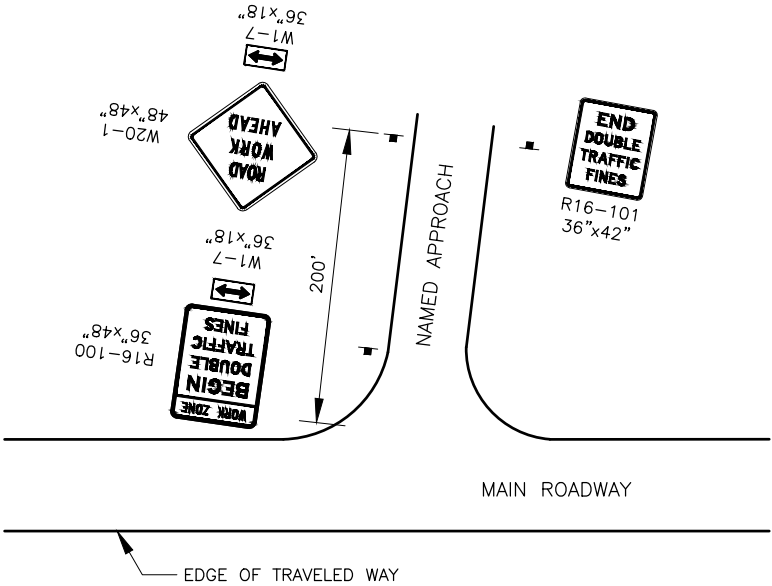 W1-7
36"x18"
W20-1
48"x48"
ROAD
WORK
AHEAD
W1-7
36"x18"
R16-100
36"x48"
WORK ZONE
BEGIN
DOUBLE
TRAFFIC
FINES
200'
NAMED APPROACH
END
DOUBLE
TRAFFIC
FINES
R16-101
36"x42"
MAIN ROADWAY
EDGE OF TRAVELED WAY